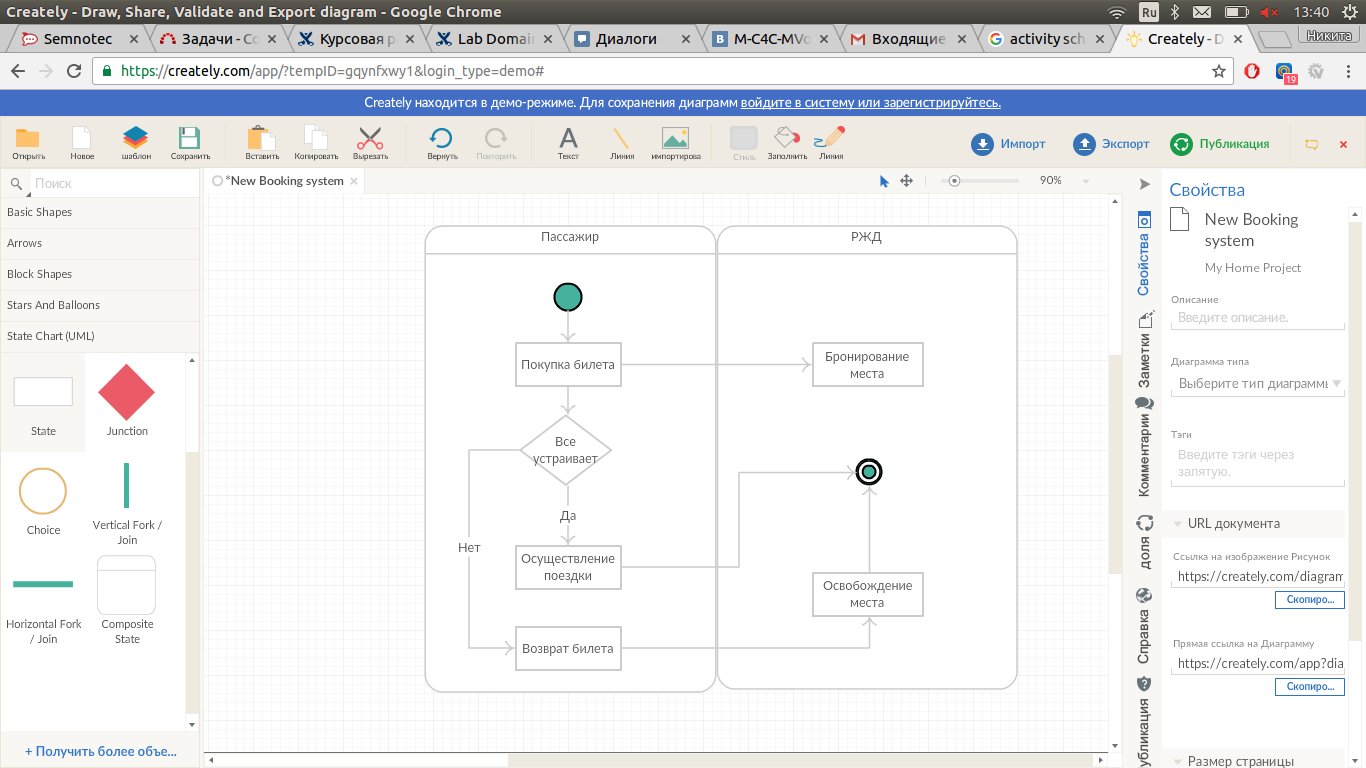 Creately - Draw, Share, Validate and Export diagram - Google Chrome
Ru
13:40
Semnotec
Задачи - Сс
Курсовая р
Lab Domai
Диалоги
M-C4C-MVo
Входящие
activity sch
Creately - D
Никита
https://creately.com/app/?tempID=gqynfxwy1&login_type=demo#
19
Creately находится в демо-режиме. Для сохранения диаграмм войдите в систему или зарегистрируйтесь.
Открыть
Новое
шаблон
Сохранить
Вставить
Копировать
Вырезать
Вернуть
Повторить
Текст
Линия
импортирова
Стиль
Заполнить
Линия
Импорт
Экспорт
Публикация
Поиск
*New Booking system
90%
Basic Shapes
Arrows
Block Shapes
Stars And Balloons
State Chart (UML)
State
Junction
Choice
Vertical Fork /
Join
Horizontal Fork
/ Join
Composite
State
+ Получить более объе...
Пассажир
РЖД
Покупка билета
Бронирование
места
Все
устраивает
Да
Нет
Осуществление
поездки
Освобождение
места
Возврат билета
Свойства
Заметки
Комментарии
доля
Справка
убликация
Свойства
New Booking
system
My Home Project
Описание
Введите описание.
Диаграмма типа
Выберите тип диаграммы
Тэги
Введите тэги через
запятую.
URL документа
Ссылка на изображение Рисунок
https://creately.com/diagram
Скопиро...
Прямая ссылка на Диаграмму
https://creately.com/app?dia
Скопиро...
Размер страницы